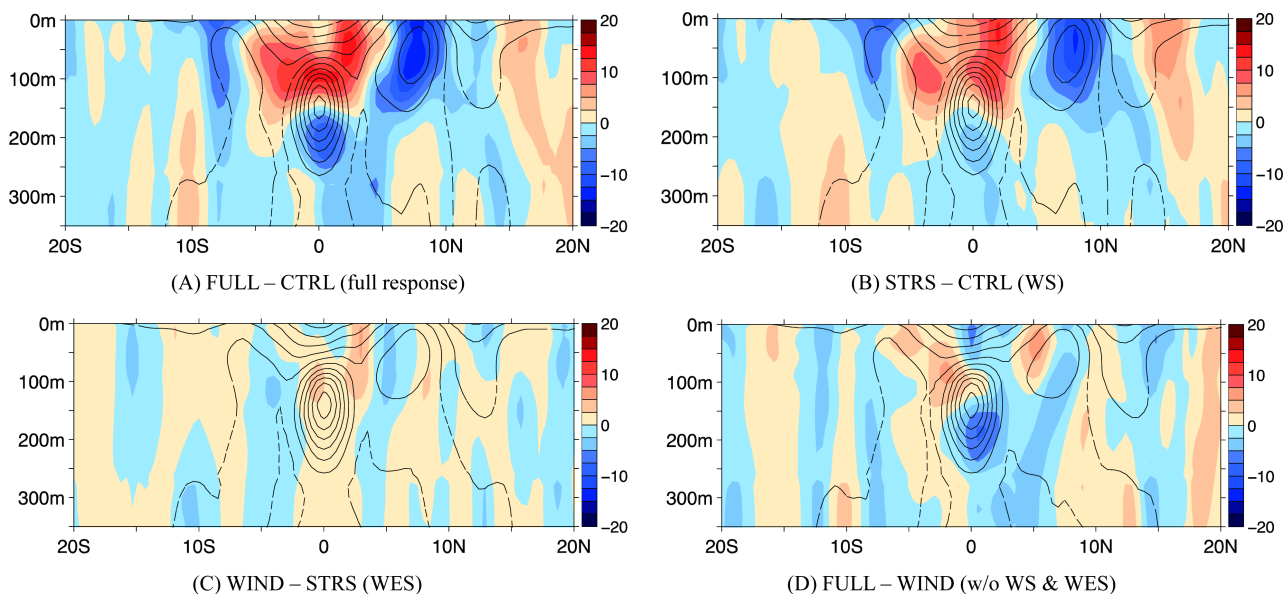 0m
100m
200m
300m
20S 10S 0 10N 20N
20
10
0
−10
−20
(A) FULL – CTRL (full response)
0m
100m
200m
300m
20S 10S 0 10N 20N
20
10
0
−10
−20
(B) STRS – CTRL (WS)
0m
100m
200m
300m
20S 10S 0 10N 20N
20
10
0
−10
−20
(C) WIND – STRS (WES)
0m
100m
200m
300m
20S 10S 0 10N 20N
20
10
0
−10
−20
(D) FULL – WIND (w/o WS & WES)